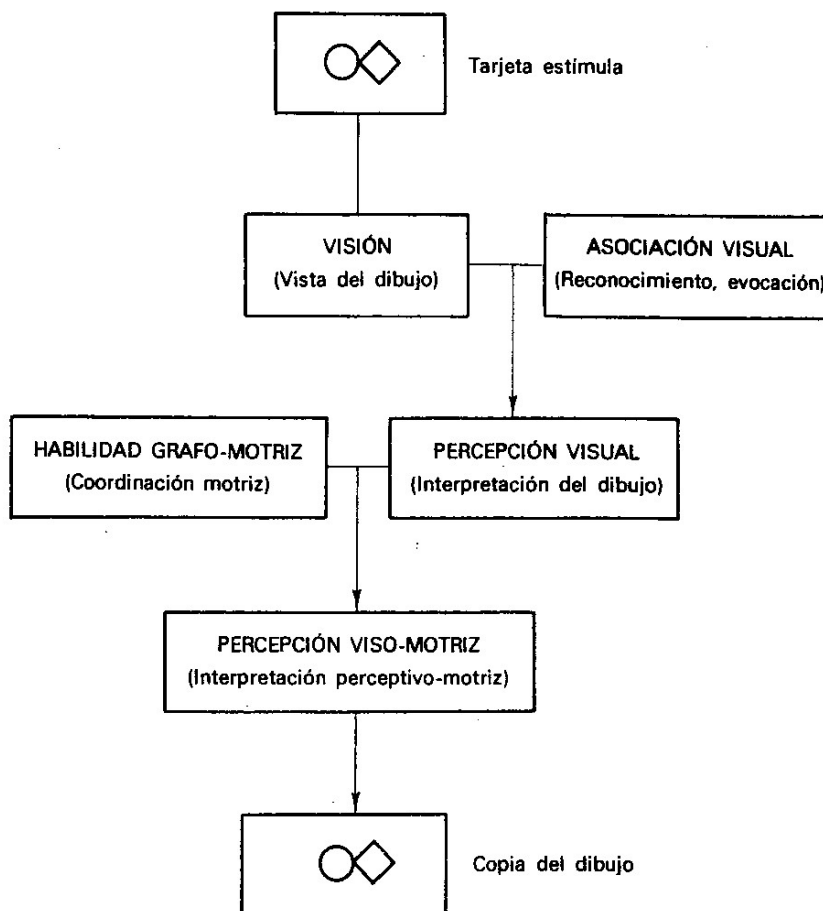 Tarjeta estímula
VISIÓN
(Vista del dibujo)
ASOCIACIÓN VISUAL
(Reconocimiento, evocación)
HABILIDAD GRAFO-MOTRIZ
(Coordinación motriz)
PERCEPCIÓN VISUAL
(Interpretación del dibujo)
PERCEPCIÓN VISO-MOTRIZ
(Interpretación perceptivo-motriz)
Copia del dibujo